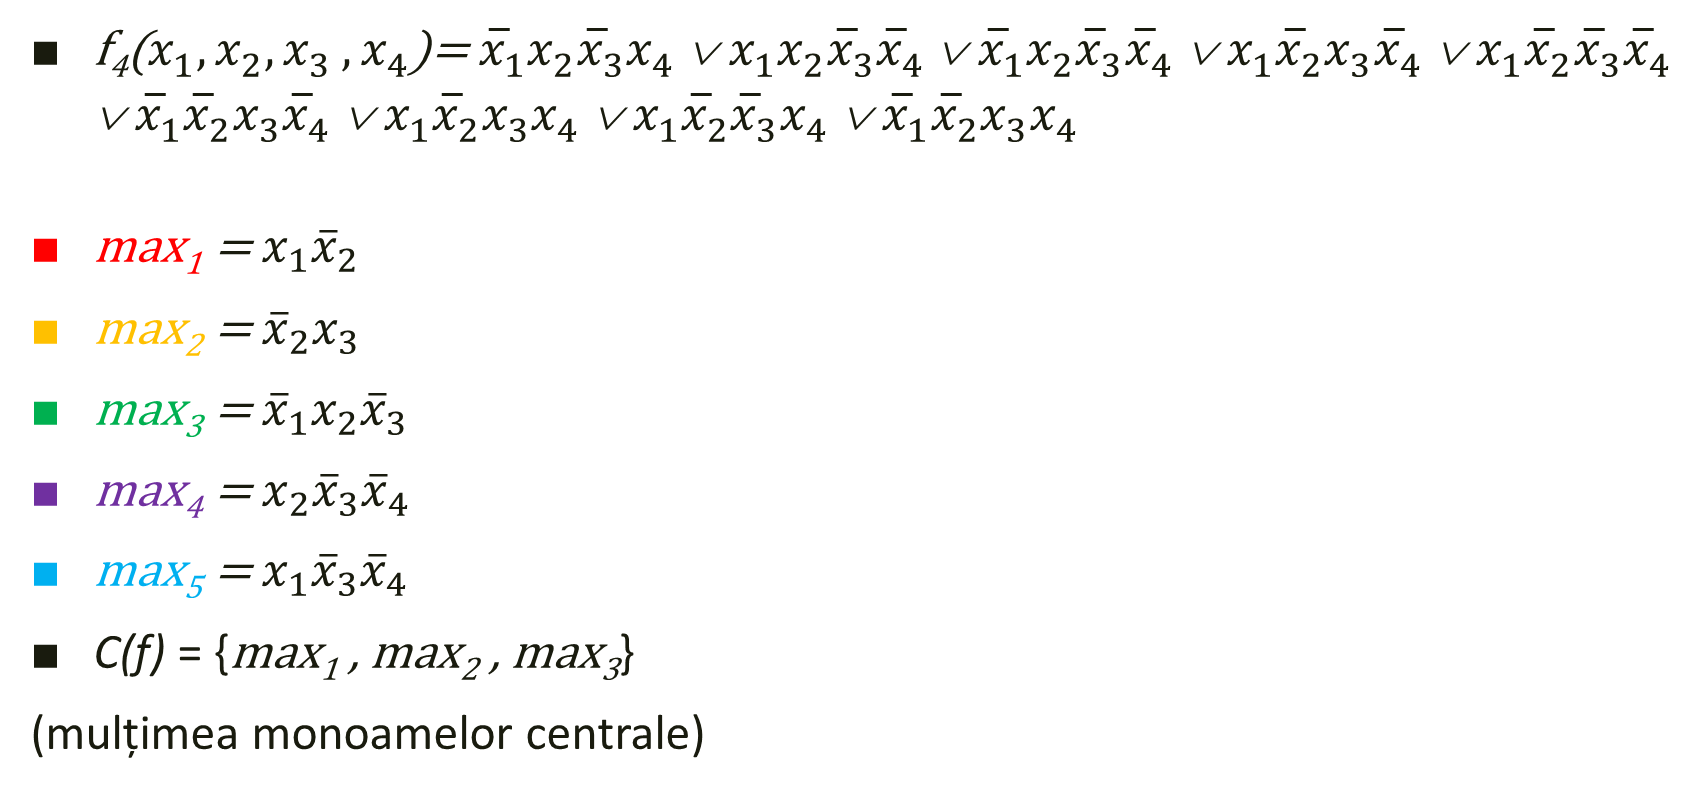 ■ f₄(x₁, x₂, x₃ , x₄)= x̄₁x₂x̄₃x₄ ∨ x₁x₂x̄₃x̄₄ ∨ x̄₁x₂x̄₃x̄₄ ∨ x₁x̄₂x₃x̄₄ ∨ x₁x̄₂x̄₃x̄₄
∨ x̄₁x̄₂x₃x̄₄ ∨ x₁x̄₂x₃x₄ ∨ x₁x̄₂x̄₃x₄ ∨ x̄₁x̄₂x₃x₄
■ max₁ = x₁x̄₂
■ max₂ = x̄₂x₃
■ max₃ = x̄₁x₂x̄₃
■ max₄ = x₂x̄₃x̄₄
■ max₅ = x₁x̄₃x̄₄
■ C(f) = {max₁ , max₂ , max₃}
(mulțimea monoamelor centrale)